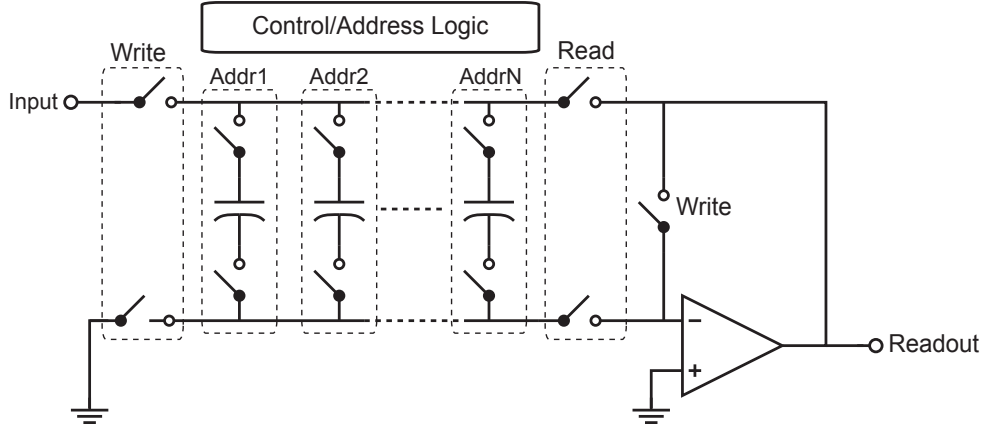 Control/Address Logic
Write
Read
Addr1
Addr2
AddrN
Input
Write
−
+
Readout